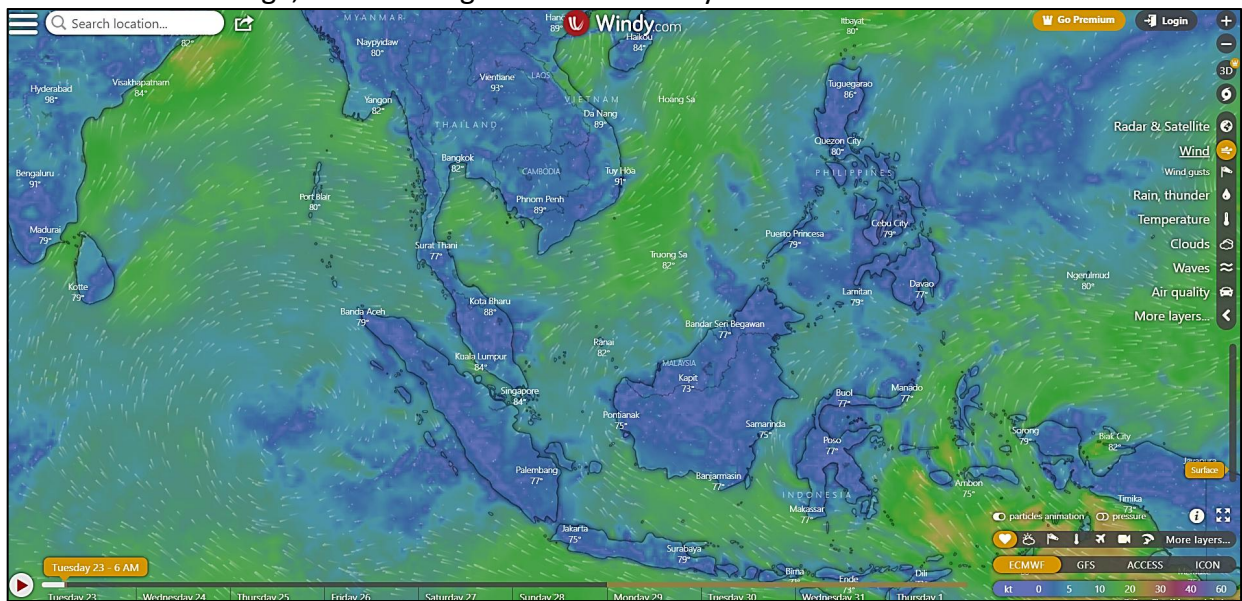 Search location...
Windy.com
Go Premium
Login
MYANMAR
Naypyidaw
80°
82°
Haikou
84°
Itbayat
80°
3D
Hyderabad
98°
Visakhapatnam
84°
Vientiane
93°
LAOS
Yangon
82°
VIETNAM
Hoàng Sa
Tuguegarao
86°
Da Nang
89°
THAILAND
Radar & Satellite
Quezon City
80°
Wind
Bangkok
82°
Bengaluru
91°
CAMBODIA
Tuy Hòa
91°
PHILIPPINES
Wind gusts
Port Blair
80°
Phnom Penh
89°
Rain, thunder
Madurai
79°
Cebu City
79°
Temperature
Puerto Princesa
79°
Surat Thani
77°
Clouds
Truong Sa
82°
Waves
Kotte
79°
Ngerulmud
80°
Lamitan
79°
Davao
77°
Air quality
Kota Bharu
88°
Banda Aceh
79°
More layers...
Bandar Seri Begawan
77°
Ranai
82°
Kuala Lumpur
84°
MALAYSIA
Kapit
73°
Singapore
84°
Buol
77°
Manado
77°
Pontianak
75°
Samarinda
75°
Poso
77°
Sorong
79°
Biak City
82°
Palembang
77°
Banjarmasin
77°
Surface
Ambon
75°
INDONESIA
Makassar
77°
Timika
73°
particles animation
pressure
Jakarta
75°
Surabaya
79°
More layers...
Tuesday 23 - 6 AM
Bima
Ende
73°
Dili
ECMWF GFS ACCESS ICON
kt 0 5 10 20 30 40 60
Tuesday 23 Wednesday 24 Thursday 25 Friday 26 Saturday 27 Sunday 28 Monday 29 Tuesday 30 Wednesday 31 Thursday 1